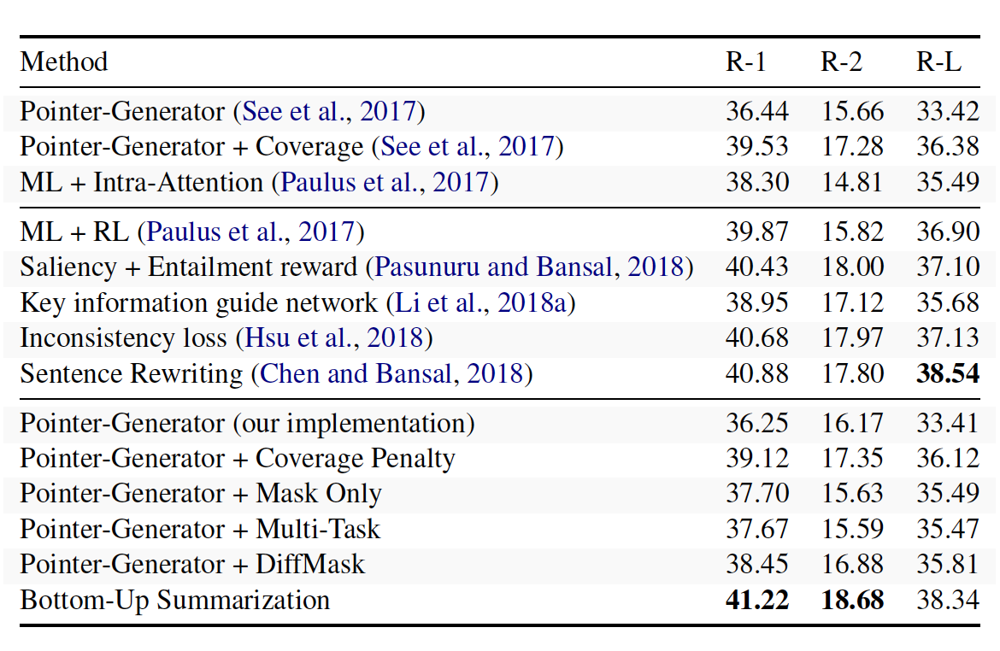 Method R-1 R-2 R-L
Pointer-Generator (See et al., 2017) 36.44 15.66 33.42
Pointer-Generator + Coverage (See et al., 2017) 39.53 17.28 36.38
ML + Intra-Attention (Paulus et al., 2017) 38.30 14.81 35.49
ML + RL (Paulus et al., 2017) 39.87 15.82 36.90
Saliency + Entailment reward (Pasunuru and Bansal, 2018) 40.43 18.00 37.10
Key information guide network (Li et al., 2018a) 38.95 17.12 35.68
Inconsistency loss (Hsu et al., 2018) 40.68 17.97 37.13
Sentence Rewriting (Chen and Bansal, 2018) 40.88 17.80 38.54
Pointer-Generator (our implementation) 36.25 16.17 33.41
Pointer-Generator + Coverage Penalty 39.12 17.35 36.12
Pointer-Generator + Mask Only 37.70 15.63 35.49
Pointer-Generator + Multi-Task 37.67 15.59 35.47
Pointer-Generator + DiffMask 38.45 16.88 35.81
Bottom-Up Summarization 41.22 18.68 38.34